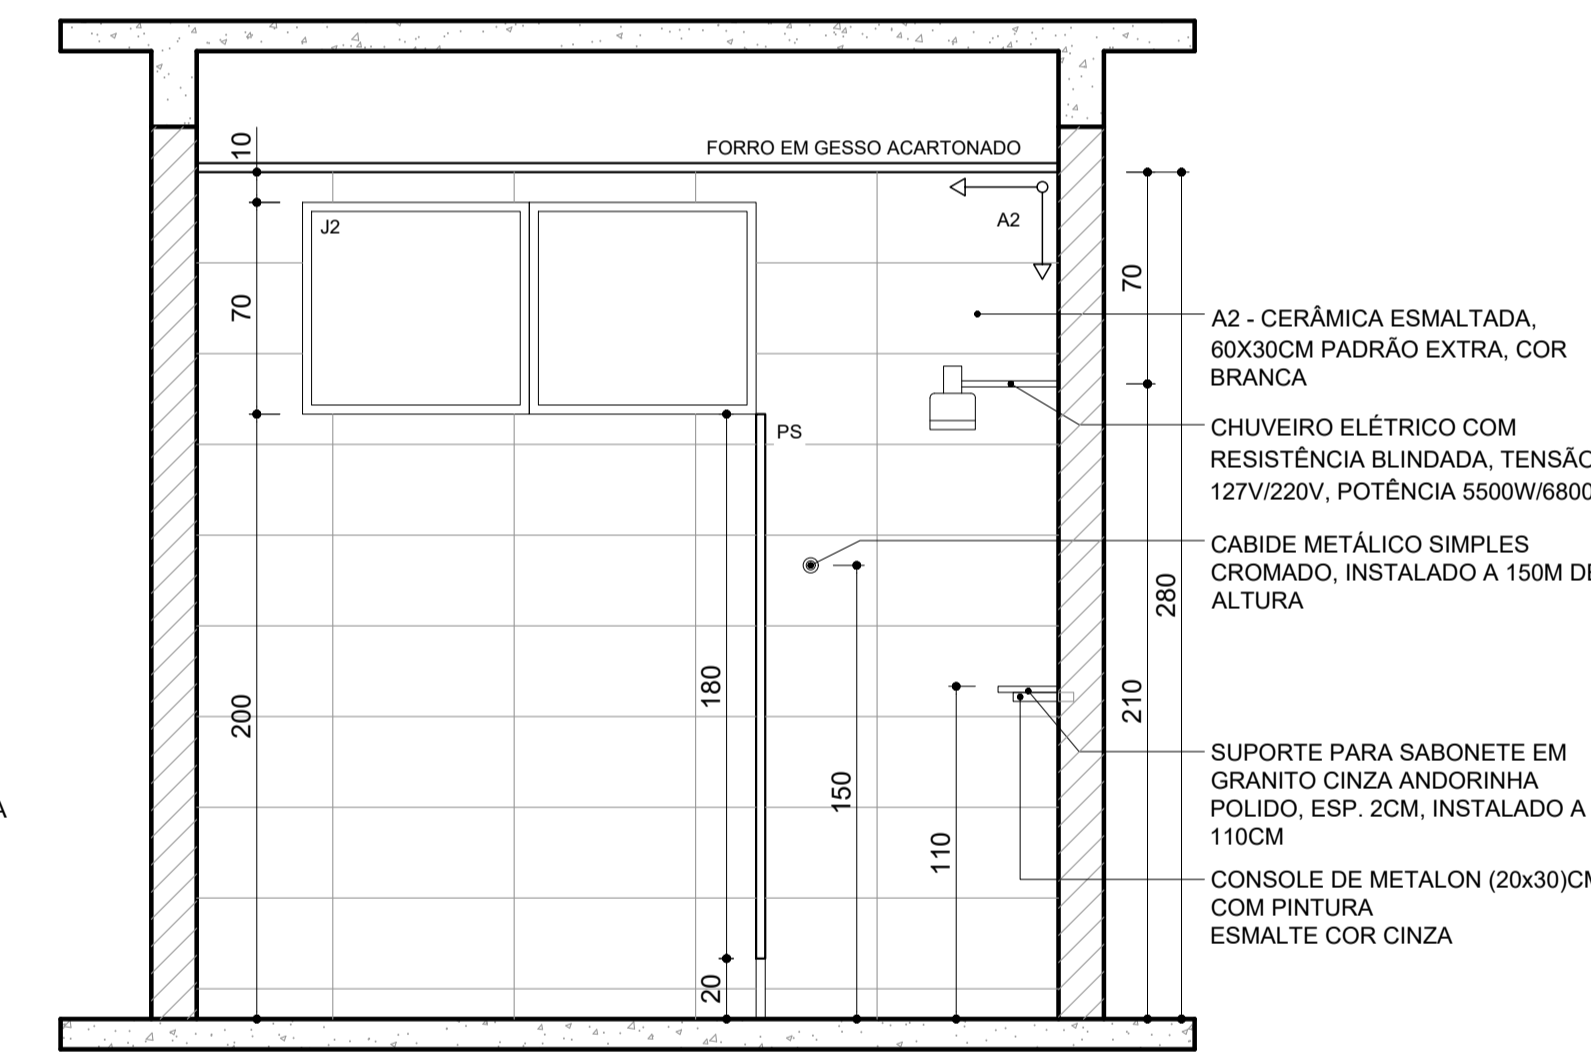 FORRO EM GESSO ACARTONADO
10
J2
A2
70
70
A2 - CERÂMICA ESMALTADA,
60X30CM PADRÃO EXTRA, COR
BRANCA
PS
CHUVEIRO ELÉTRICO COM
RESISTÊNCIA BLINDADA, TENSÃO
127V/220V, POTÊNCIA 5500W/6800
CABIDE METÁLICO SIMPLES
CROMADO, INSTALADO A 150M DE
ALTURA
280
200
180
210
150
110
20
SUPORTE PARA SABONETE EM
GRANITO CINZA ANDORINHA
POLIDO, ESP. 2CM, INSTALADO A
110CM
CONSOLE DE METALON (20x30)CM
COM PINTURA
ESMALTE COR CINZA
A